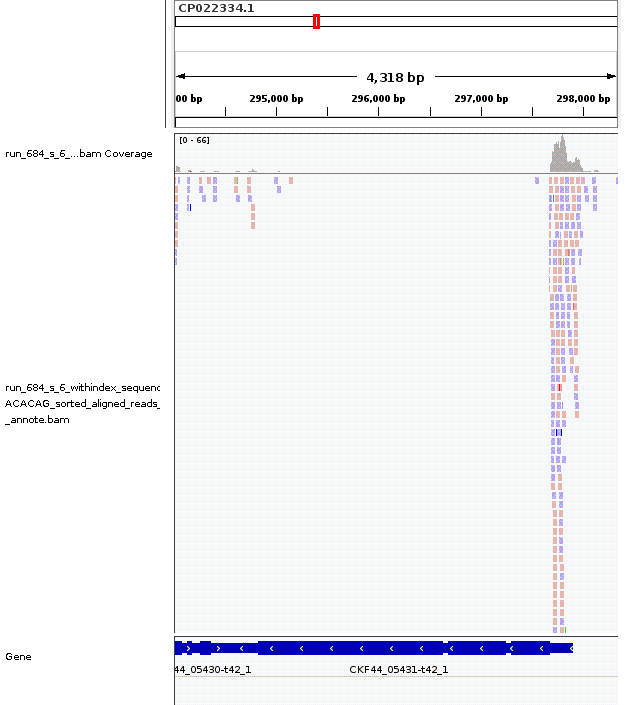 CP022334.1
4,318 bp
00 bp 295,000 bp 296,000 bp 297,000 bp 298,000 bp
run_684_s_6_...bam Coverage
[0 - 66]
run_684_s_6_withindex_sequenc
ACACAG_sorted_aligned_reads_
_annote.bam
Gene
44_05430-t42_1 CKF44_05431-t42_1